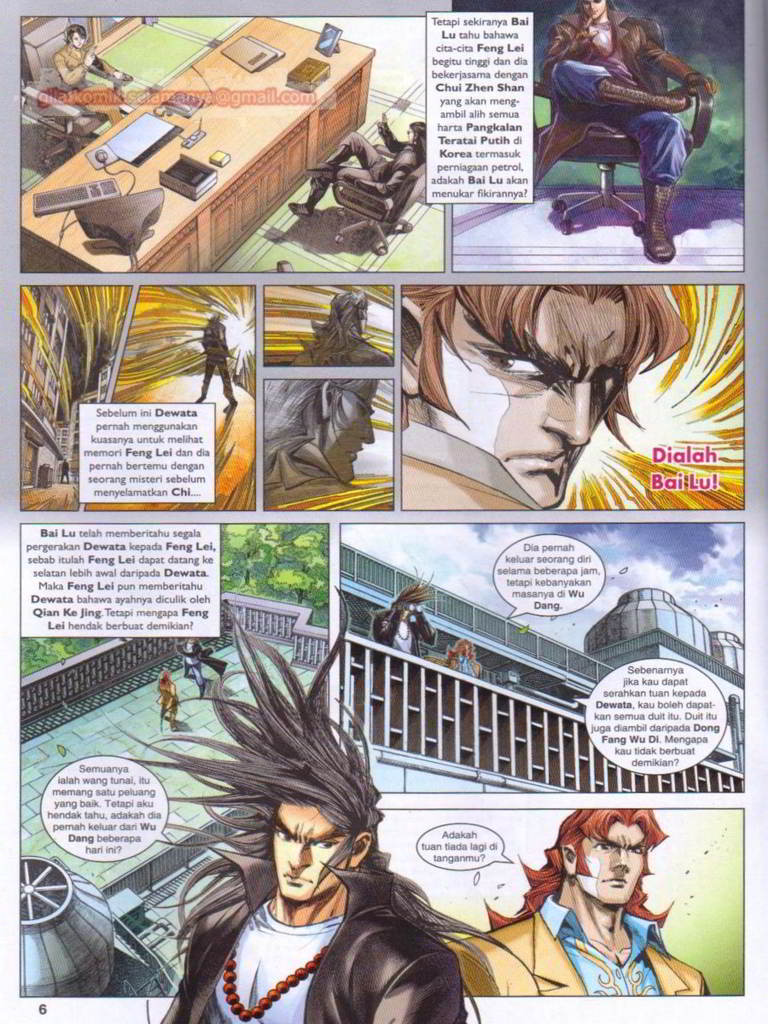 gilatkomikselamanya@gmail.com
Tetapi sekiranya Bai
Lu tahu bahawa
cita-cita Feng Lei
begitu tinggi dan dia
bekerjasama dengan
Chui Zhen Shan
yang akan meng-
ambil alih semua
harta Pangkalan
Teratai Putih di
Korea termasuk
perniagaan petrol,
adakah Bai Lu akan
menukar fikirannya?
Sebelum ini Dewata
pernah menggunakan
kuasanya untuk melihat
memori Feng Lei dan dia
pernah bertemu dengan
seorang misteri sebelum
menyelamatkan Chi....
Dialah
Bai Lu!
Bai Lu telah memberitahu segala
pergerakan Dewata kepada Feng Lei,
sebab itulah Feng Lei dapat datang ke
selatan lebih awal daripada Dewata.
Maka Feng Lei pun memberitahu
Dewata bahawa ayahnya diculik oleh
Qian Ke Jing. Tetapi mengapa Feng
Lei hendak berbuat demikian?
Dia pernah
keluar seorang diri
selama beberapa jam,
tetapi kebanyakan
masanya di Wu
Dang.
Sebenarnya
jika kau dapat
serahkan tuan kepada
Dewata, kau boleh dapat-
kan semua duit itu. Duit itu
juga diambil daripada Dong
Fang Wu Di. Mengapa
kau tidak berbuat
demikian?
Semuanya
ialah wang tunai, itu
memang satu peluang
yang baik. Tetapi aku
hendak tahu, adakah dia
pernah keluar dari Wu
Dang beberapa
hari ini?
Adakah
tuan tiada lagi di
tanganmu?
6